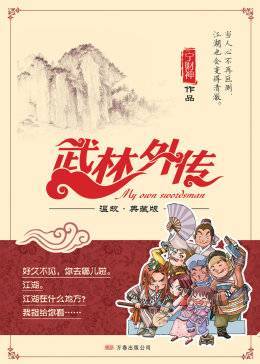 当人心不再叵测，
江湖也会变得清澈。
宁财神
作品
武林外传
My own swordsman
温故·典藏版
好久不见，你去哪儿啦。
江湖。
江湖在什么地方？
我指给你看……
万卷出版公司